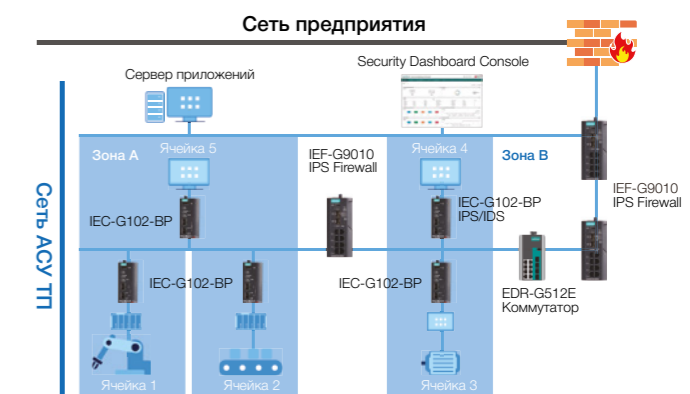 Сеть предприятия
Security Dashboard Console
Сервер приложений
Зона А
Ячейка 5
IEF-G9010
IPS Firewall
Ячейка 4
Зона В
IEF-G9010
IPS Firewall
IEC-G102-BP
IEC-G102-BP
IPS/IDS
Сеть АСУ ТП
IEC-G102-BP
IEC-G102-BP
EDR-G512E
Коммутатор
Ячейка 1
Ячейка 2
Ячейка 3